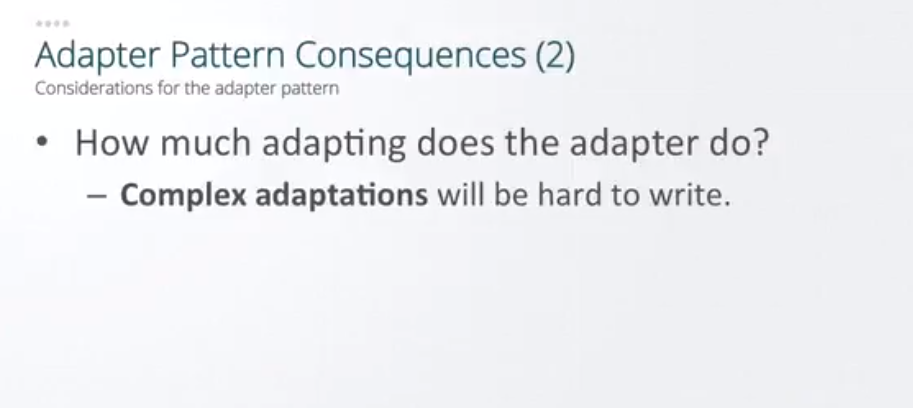 Adapter Pattern Consequences (2)
Considerations for the adapter pattern
• How much adapting does the adapter do?
– Complex adaptations will be hard to write.